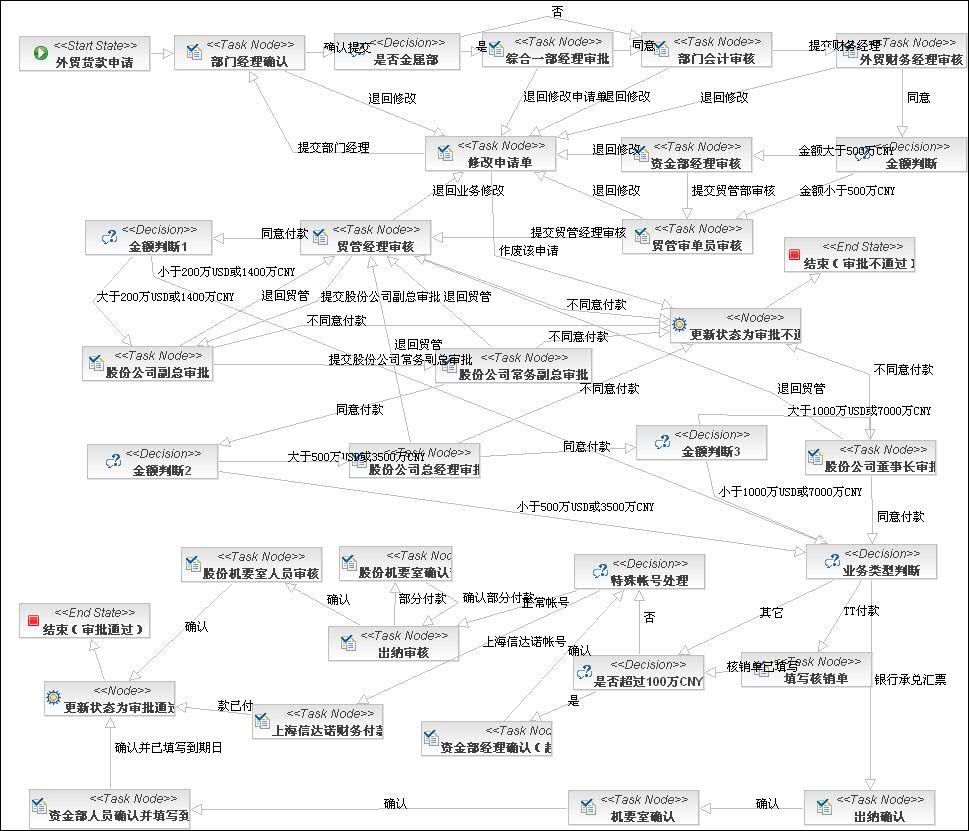 否
<<Start State>>
外贸货款申请
<<Task Node>>
部门经理确认
确认提交
<<Decision>>
是否金属部
是
<<Task Node>>
综合一部经理审批
同意
<<Task Node>>
部门会计审核
提交财务经理
<<Task Node>>
外贸财务经理审核
退回修改
退回修改申请单
退回修改
退回修改
同意
提交部门经理
<<Task Node>>
修改申请单
退回修改
<<Task Node>>
资金部经理审核
金额大于500万CNY
<<Decision>>
金额判断
退回业务修改
退回修改
提交贸管部审核
金额小于500万CNY
<<Decision>>
金额判断1
同意付款
<<Task Node>>
贸管经理审核
提交贸管经理审核
<<Task Node>>
贸管审单员审核
作废该申请
<<End State>>
结束（审批不通过）
小于200万USD或1400万CNY
大于200万USD或1400万CNY
退回贸管
提交股份公司副总审批
退回贸管
不同意付款
不同意付款
不同意付款
<<Node>>
更新状态为审批不通
退回贸管
<<Task Node>>
股份公司副总审批
提交股份公司常务副总审批
<<Task Node>>
股份公司常务副总审批
不同意付款
不同意付款
退回贸管
同意付款
大于1000万USD或7000万CNY
<<Decision>>
金额判断2
大于500万USD或3500万CNY
<<Task Node>>
股份公司总经理审批
同意付款
<<Decision>>
金额判断3
<<Task Node>>
股份公司董事长审批
小于1000万USD或7000万CNY
小于500万USD或3500万CNY
同意付款
<<Task Node>>
股份机要室人员审核
<<Task Node>>
股份机要室确认
<<Decision>>
特殊帐号处理
<<Decision>>
业务类型判断
确认
部分付款
确认部分付款
正常帐号
否
其它
TT付款
<<End State>>
结束（审批通过）
确认
<<Task Node>>
出纳审核
上海信达诺帐号
确认
<<Decision>>
是否超过100万CNY
核销单已填写
<<Task Node>>
填写核销单
银行承兑汇票
<<Node>>
更新状态为审批通过
款已付
<<Task Node>>
上海信达诺财务付款
是
<<Task Node>>
资金部经理确认（超
确认并已填写到期日
<<Task Node>>
资金部人员确认并填写到
确认
<<Task Node>>
机要室确认
确认
<<Task Node>>
出纳确认